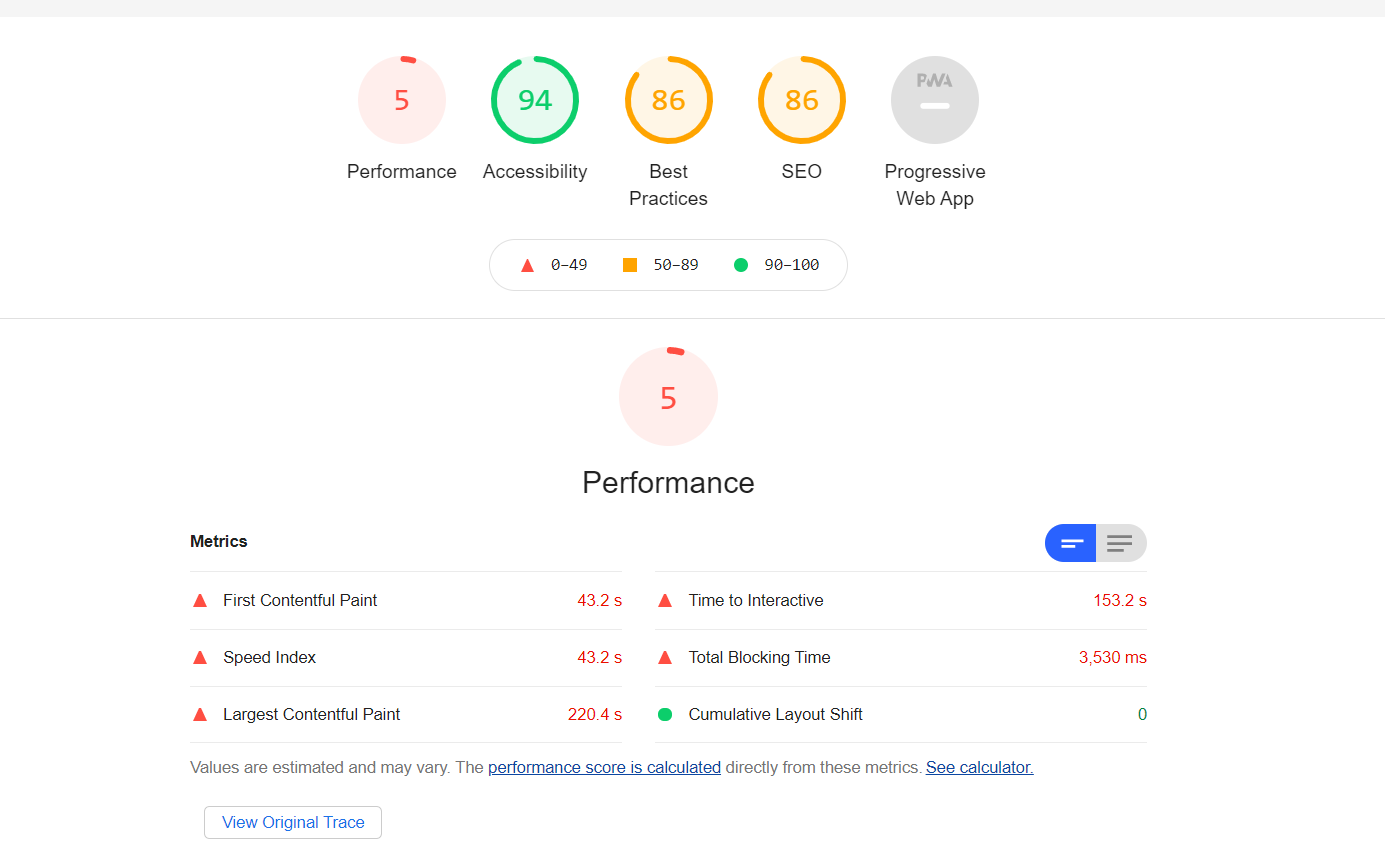 5 94 86 86 PWA
Performance Accessibility Best Practices SEO Progressive Web App
0–49 50–89 90–100
5
Performance
Metrics
First Contentful Paint 43.2 s
Time to Interactive 153.2 s
Speed Index 43.2 s
Total Blocking Time 3,530 ms
Largest Contentful Paint 220.4 s
Cumulative Layout Shift 0
Values are estimated and may vary. The performance score is calculated directly from these metrics. See calculator.
View Original Trace